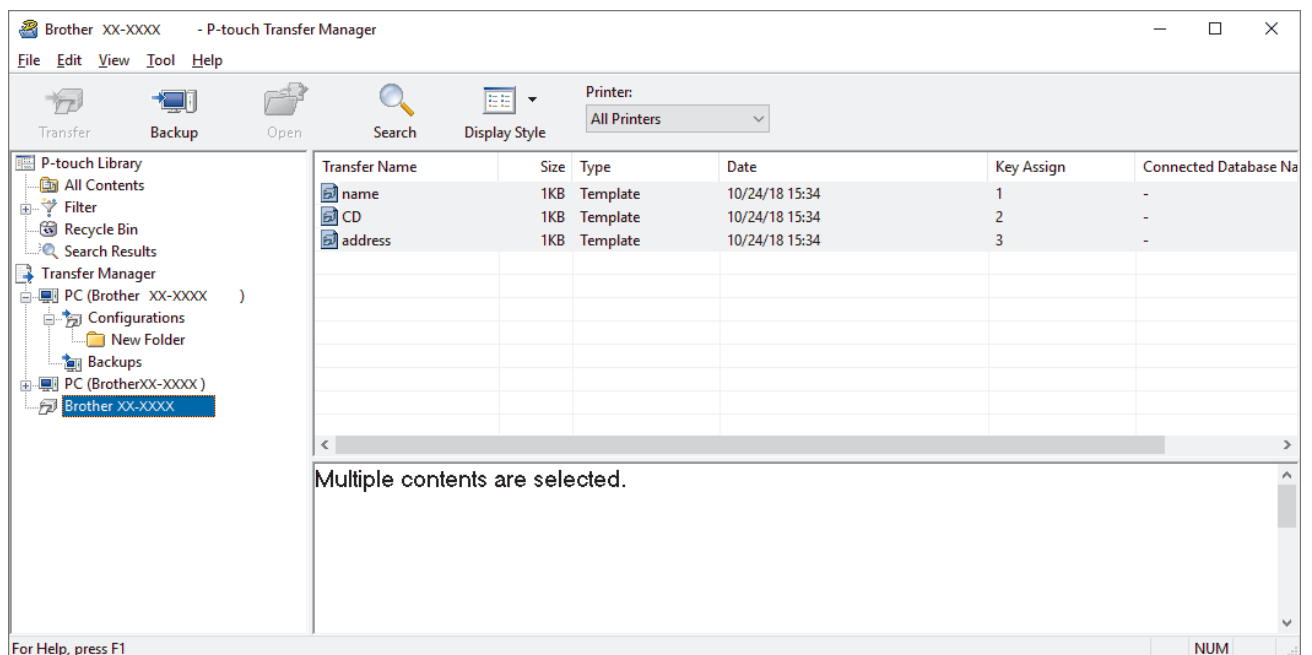 Brother XX-XXXX - P-touch Transfer Manager
File Edit View Tool Help
Transfer Backup Open Search Display Style
Printer:
All Printers
P-touch Library
All Contents
Filter
Recycle Bin
Search Results
Transfer Manager
PC (Brother XX-XXXX )
Configurations
New Folder
Backups
PC (BrotherXX-XXXX )
Brother XX-XXXX
Transfer Name Size Type Date Key Assign Connected Database Na
name 1KB Template 10/24/18 15:34 1 -
CD 1KB Template 10/24/18 15:34 2 -
address 1KB Template 10/24/18 15:34 3 -
Multiple contents are selected.
For Help, press F1 NUM